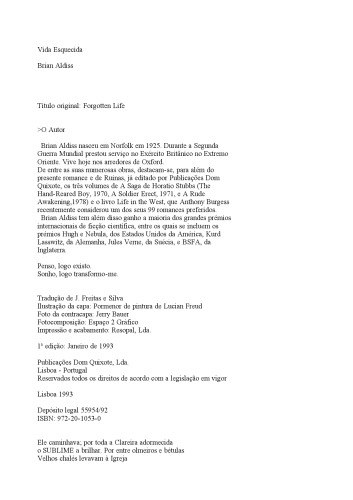 Vida Esquecida
Brian Aldiss
Título original: Forgotten Life
>O Autor
Brian Aldiss nasceu em Norfolk em 1925. Durante a Segunda
Guerra Mundial prestou serviço no Exército Britânico no Extremo
Oriente. Vive hoje nos arredores de Oxford.
De entre as suas numerosas obras, destacam-se, para além do
presente romance e de Ruínas, já editado por Publicações Dom
Quixote, os três volumes de A Saga de Horatio Stubbs (The
Hand-Reared Boy, 1970, A Soldier Erect, 1971, e A Rude
Awakening,1978) e o livro Life in the West, que Anthony Burgess
recentemente considerou um dos seus 99 romances preferidos.
Brian Aldiss tem além disso ganho a maioria dos grandes prémios
internacionais de ficção científica, entre os quais se incluem os
prémios Hugh e Nebula, dos Estados Unidos da América, Kurd
Lasswitz, da Alemanha, Jules Verne, da Suécia, e BSFA, da
Inglaterra.
Penso, logo existo.
Sonho, logo transformo-me.
Tradução de J. Freitas e Silva
Ilustração da capa: Pormenor de pintura de Lucian Freud
Foto da contracapa: Jerry Bauer
Fotocomposição: Espaço 2 Gráfico
Impressão e acabamento: Resopal, Lda.
1ª edição: Janeiro de 1993
Publicações Dom Quixote, Lda.
Lisboa - Portugal
Reservados todos os direitos de acordo com a legislação em vigor
Lisboa 1993
Depósito legal 55954/92
ISBN: 972-20-1053-0
Ele caminhava; por toda a Clareira adormecida
o SUBLIME a brilhar. Por entre olmeiros e bétulas
Velhos chalés levavam à Igreja